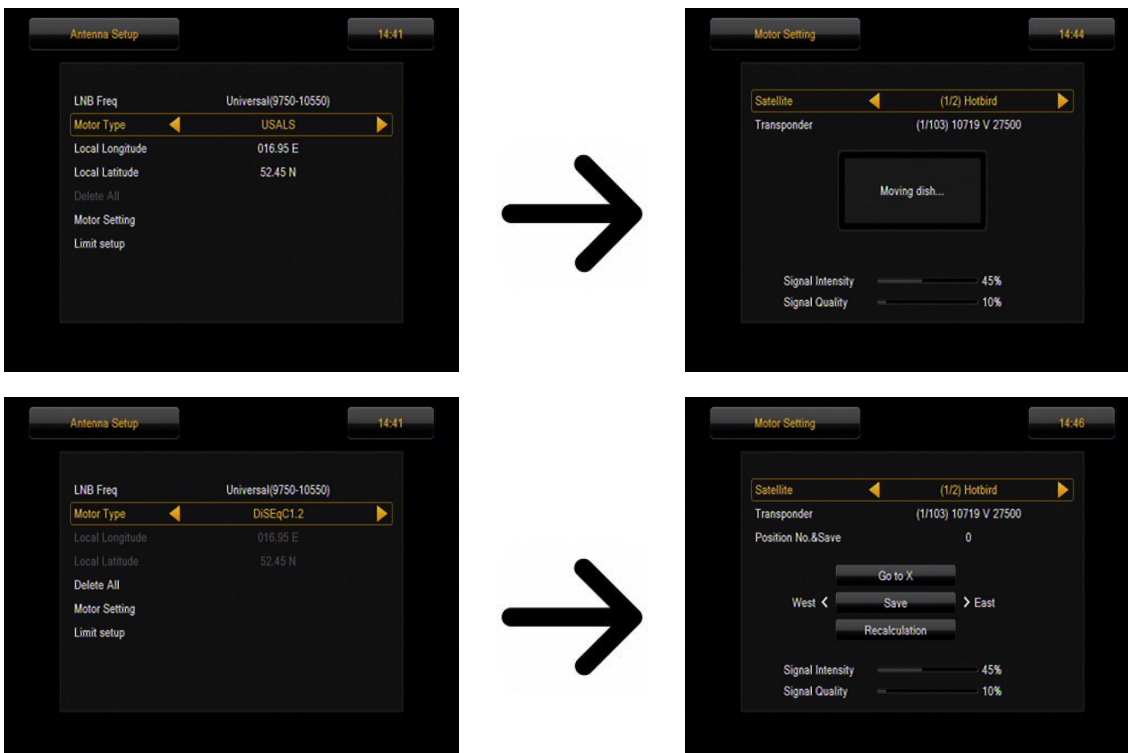 Antenna Setup 14:41
LNB Freq Universal(9750-10550)
Motor Type USALS
Local Longitude 016.95 E
Local Latitude 52.45 N
Delete All
Motor Setting
Limit setup
Motor Setting 14:44
Satellite (1/2) Hotbird
Transponder (1/103) 10719 V 27500
Moving dish...
Signal Intensity 45%
Signal Quality 10%
Antenna Setup 14:41
LNB Freq Universal(9750-10550)
Motor Type DiSEqC1.2
Local Longitude 016.95 E
Local Latitude 52.45 N
Delete All
Motor Setting
Limit setup
Motor Setting 14:46
Satellite (1/2) Hotbird
Transponder (1/103) 10719 V 27500
Position No.&Save 0
Go to X
West < Save > East
Recalculation
Signal Intensity 45%
Signal Quality 10%